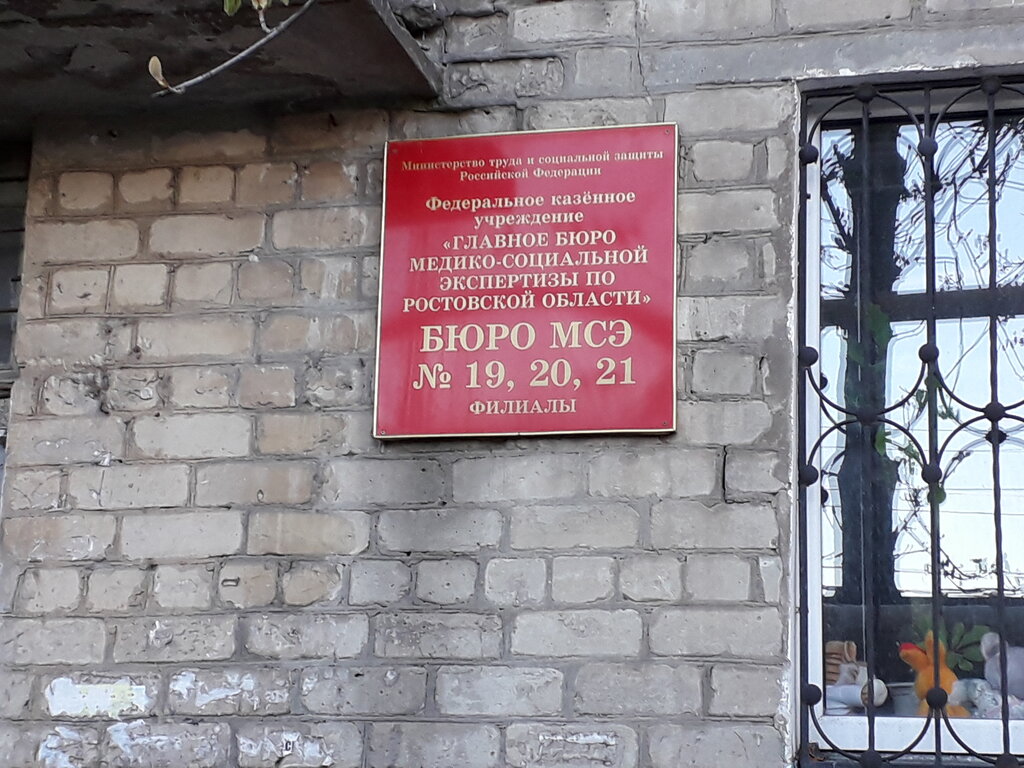 Министерство труда и социальной защиты
Российской Федерации
Федеральное казённое
учреждение
«ГЛАВНОЕ БЮРО
МЕДИКО-СОЦИАЛЬНОЙ
ЭКСПЕРТИЗЫ ПО
РОСТОВСКОЙ ОБЛАСТИ»
БЮРО МСЭ
№ 19, 20, 21
ФИЛИАЛЫ